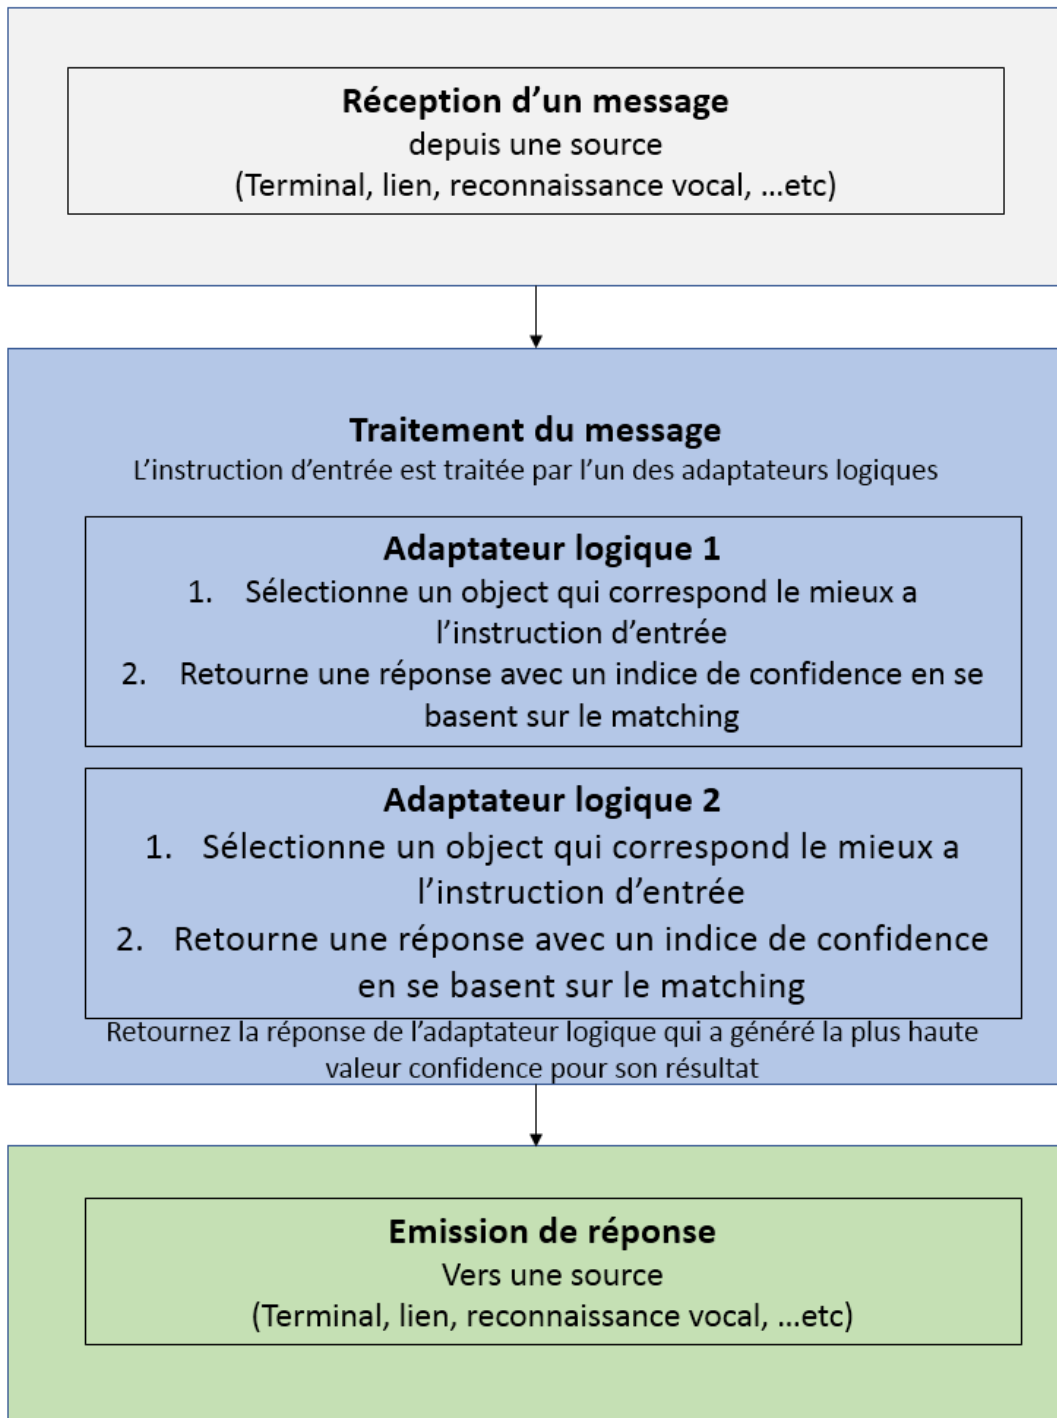 Réception d’un message
depuis une source
(Terminal, lien, reconnaissance vocal, …etc)
Traitement du message
L’instruction d’entrée est traitée par l’un des adaptateurs logiques
Adaptateur logique 1
1. Sélectionne un object qui correspond le mieux a
l’instruction d’entrée
2. Retourne une réponse avec un indice de confidence en se
basent sur le matching
Adaptateur logique 2
1. Sélectionne un object qui correspond le mieux a
l’instruction d’entrée
2. Retourne une réponse avec un indice de confidence
en se basent sur le matching
Retournez la réponse de l’adaptateur logique qui a généré la plus haute
valeur confidence pour son résultat
Emission de réponse
Vers une source
(Terminal, lien, reconnaissance vocal, …etc)